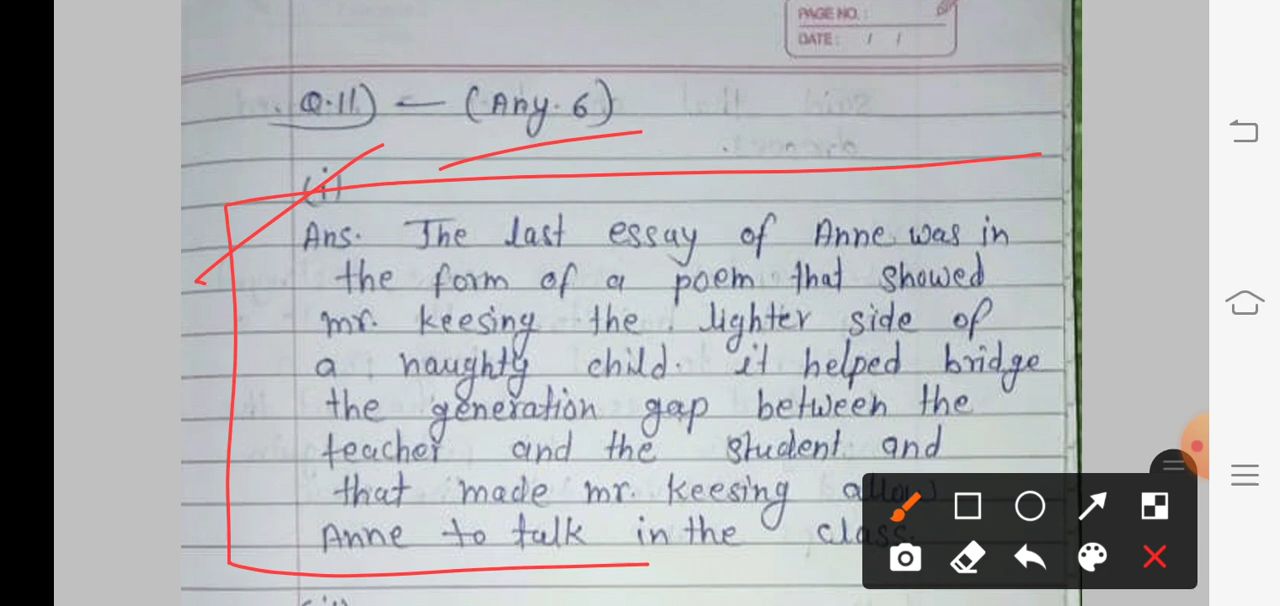 PAGE NO. :
DATE: / /
Q.11) – (Any. 6)
(i)
Ans. The last essay of Anne was in
the form of a poem that showed
mr. keesing the lighter side of
a naughty child. it helped bridge
the generation gap between the
teacher and the student and
that made mr. keesing allow
Anne to talk in the class.